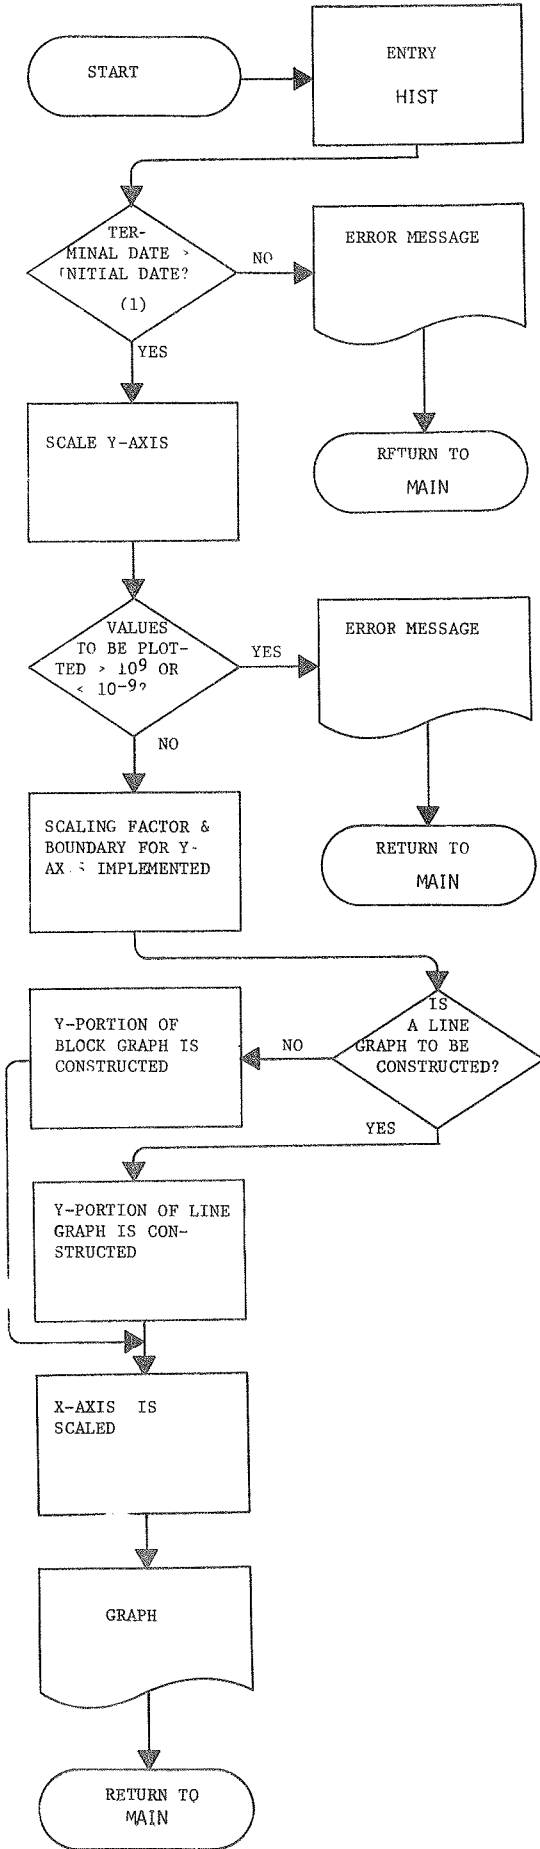 START
ENTRY
HIST
TER-
MINAL DATE >
INITIAL DATE?
(1)
NO
ERROR MESSAGE
YES
RETURN TO
MAIN
SCALE Y-AXIS
VALUES
TO BE PLOT-
TED > 10⁹ OR
< 10⁻⁹?
YES
ERROR MESSAGE
NO
RETURN TO
MAIN
SCALING FACTOR &
BOUNDARY FOR Y-
AXIS IMPLEMENTED
IS
A LINE
GRAPH TO BE
CONSTRUCTED?
NO
Y-PORTION OF
BLOCK GRAPH IS
CONSTRUCTED
YES
Y-PORTION OF LINE
GRAPH IS CON-
STRUCTED
X-AXIS IS
SCALED
GRAPH
RETURN TO
MAIN